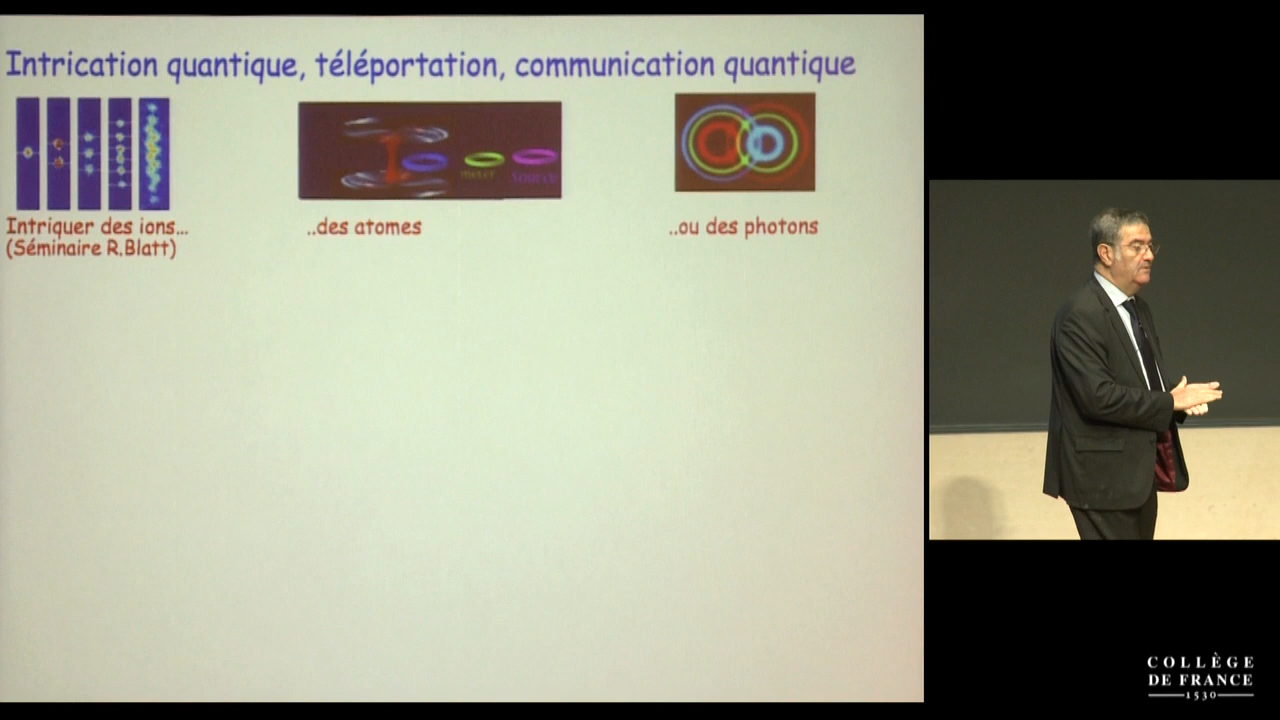 Intrication quantique, téléportation, communication quantique
meter
source
Intriquer des ions...
(Séminaire R.Blatt)
..des atomes
..ou des photons
COLLÈGE
DE FRANCE
1530